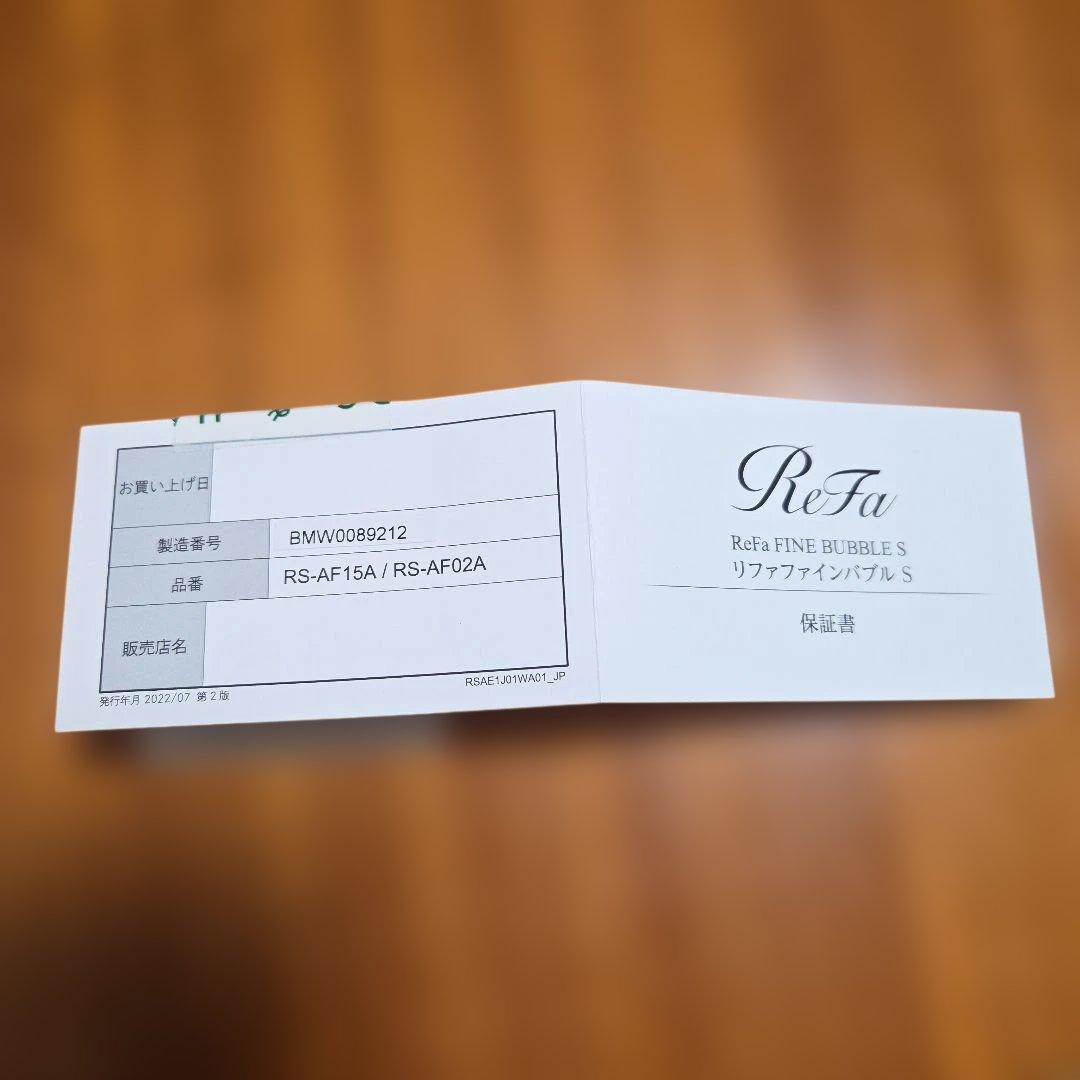 お買い上げ日
製造番号 BMW0089212
品番 RS-AF15A / RS-AF02A
販売店名
発行年月 2022/07 第2版
RSAE1J01WA01_JP
ReFa
ReFa FINE BUBBLE S
リファファインバブル S
保証書